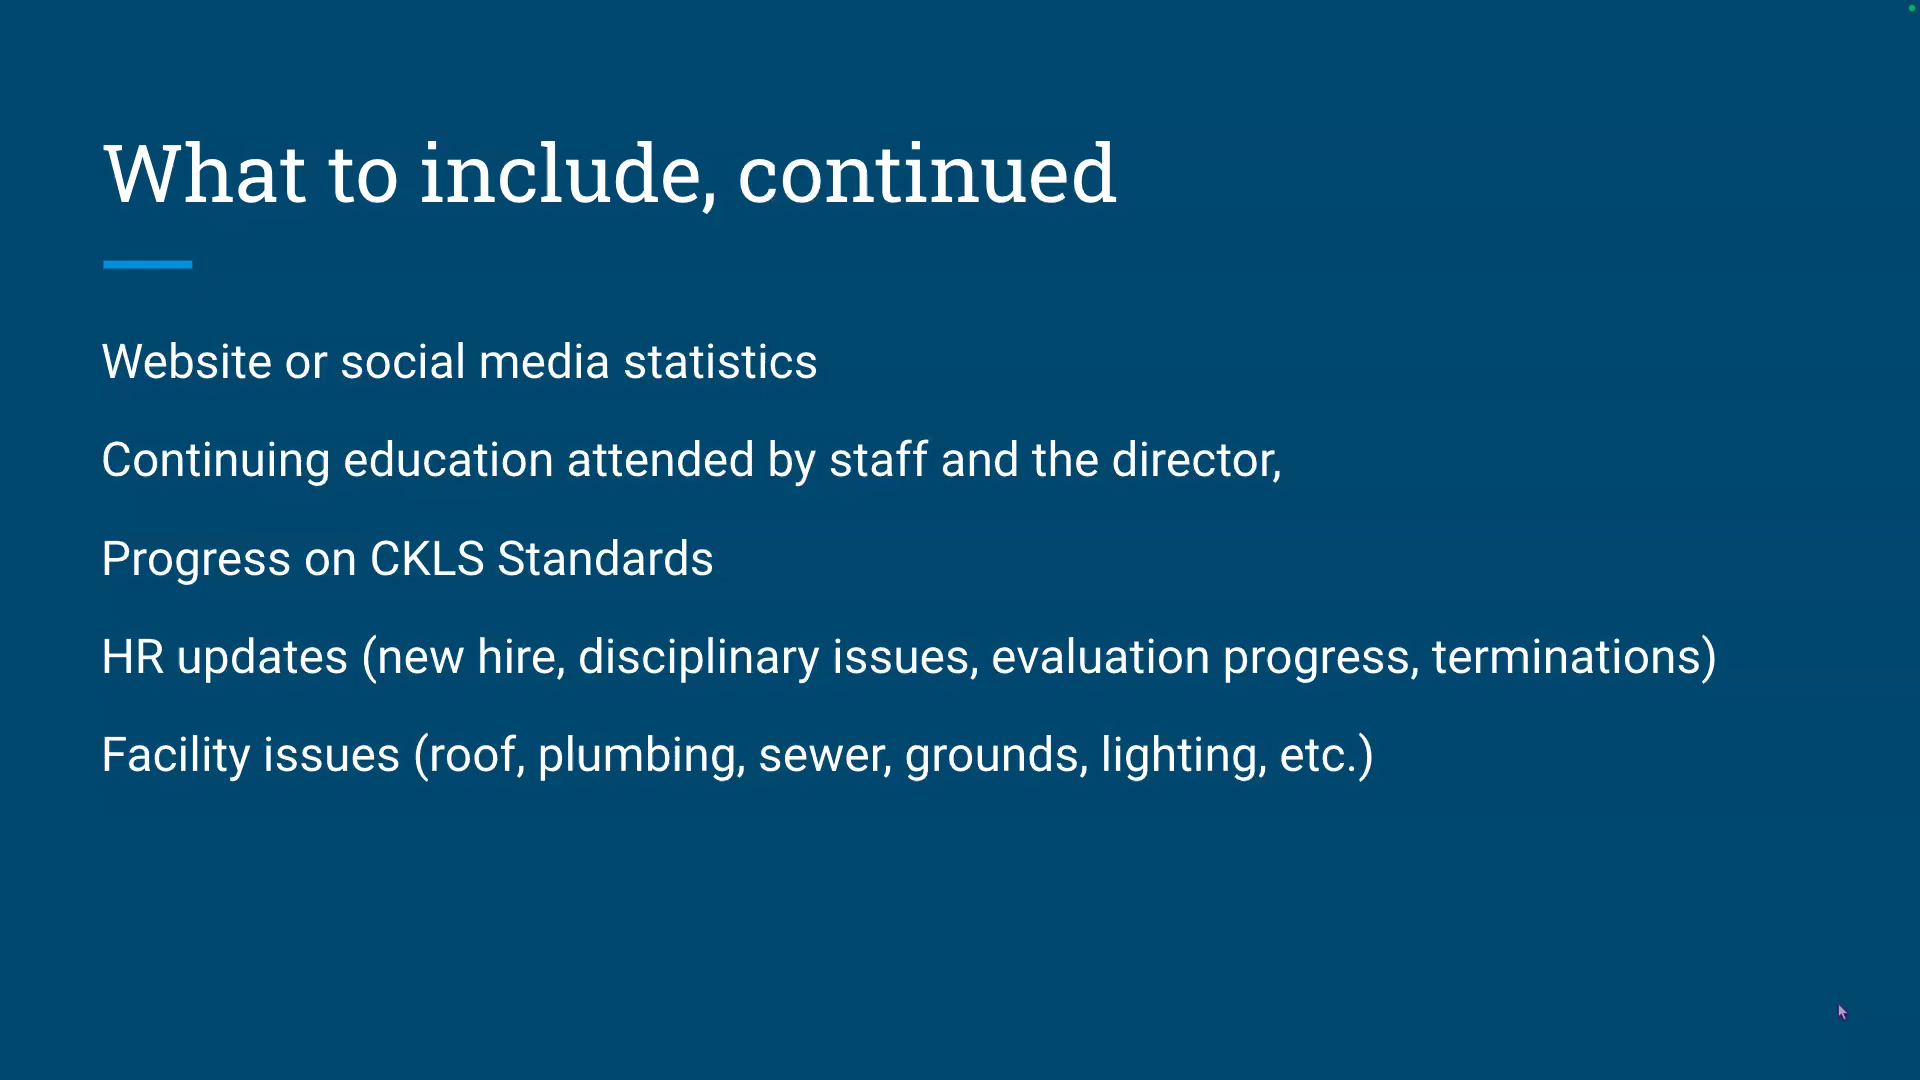 What to include, continued
Website or social media statistics
Continuing education attended by staff and the director,
Progress on CKLS Standards
HR updates (new hire, disciplinary issues, evaluation progress, terminations)
Facility issues (roof, plumbing, sewer, grounds, lighting, etc.)